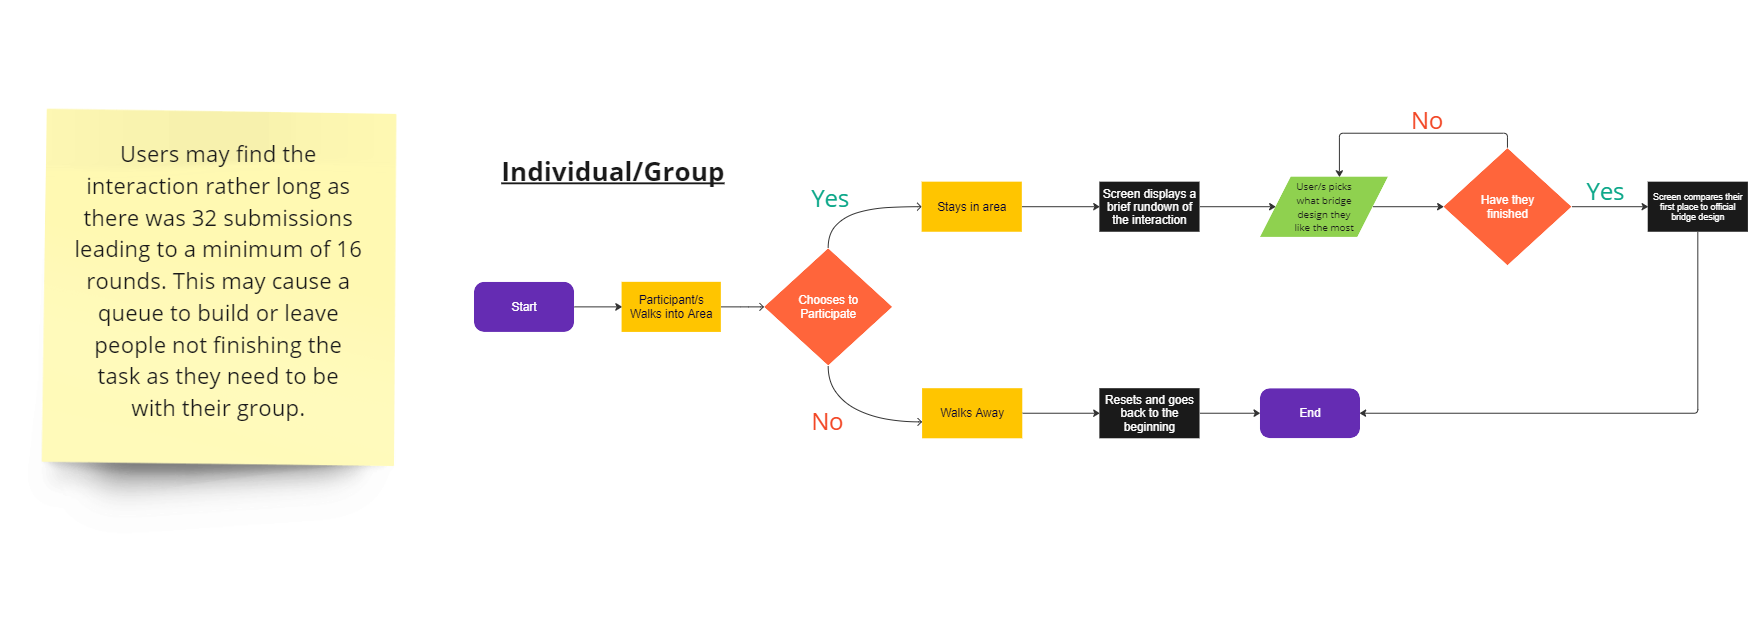 Users may find the
interaction rather long as
there was 32 submissions
leading to a minimum of 16
rounds. This may cause a
queue to build or leave
people not finishing the
task as they need to be
with their group.
Individual/Group
Start
Participant/s
Walks into Area
Chooses to
Participate
Yes
Stays in area
Screen displays a
brief rundown of
the interaction
User/s picks
what bridge
design they
like the most
No
Have they
finished
Yes
Screen compares their
first place to official
bridge design
No
Walks Away
Resets and goes
back to the
beginning
End